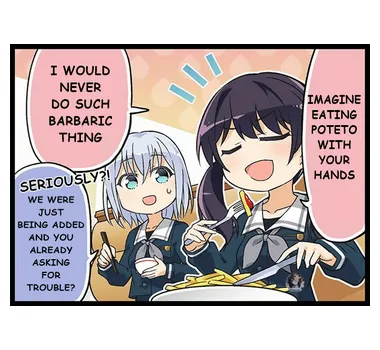 IMAGINE
EATING
POTETO
WITH
YOUR
HANDS
I WOULD
NEVER
DO SUCH
BARBARIC
THING
SERIOUSLY?!
WE WERE
JUST
BEING ADDED
AND YOU
ALREADY
ASKING
FOR
TROUBLE?